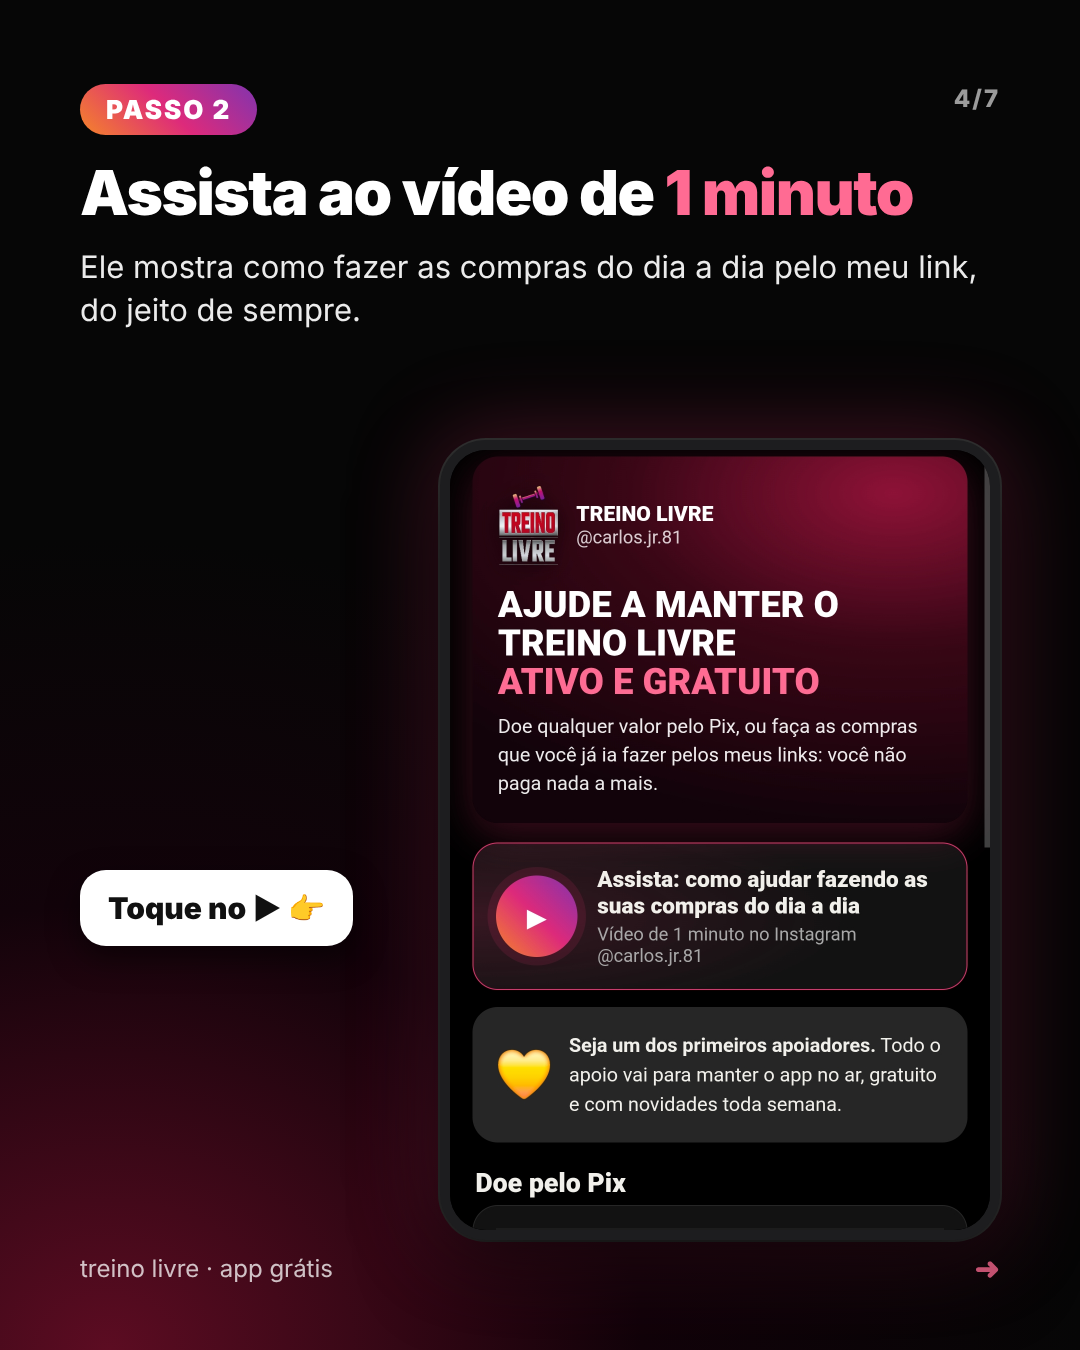 PASSO 2
4/7
Assista ao vídeo de 1 minuto
Ele mostra como fazer as compras do dia a dia pelo meu link,
do jeito de sempre.
TREINO
LIVRE
TREINO LIVRE
@carlos.jr.81
AJUDE A MANTER O
TREINO LIVRE
ATIVO E GRATUITO
Doe qualquer valor pelo Pix, ou faça as compras
que você já ia fazer pelos meus links: você não
paga nada a mais.
Toque no ▶ 👉
Assista: como ajudar fazendo as
suas compras do dia a dia
Vídeo de 1 minuto no Instagram
@carlos.jr.81
Seja um dos primeiros apoiadores. Todo o
apoio vai para manter o app no ar, gratuito
e com novidades toda semana.
Doe pelo Pix
treino livre · app grátis
➜